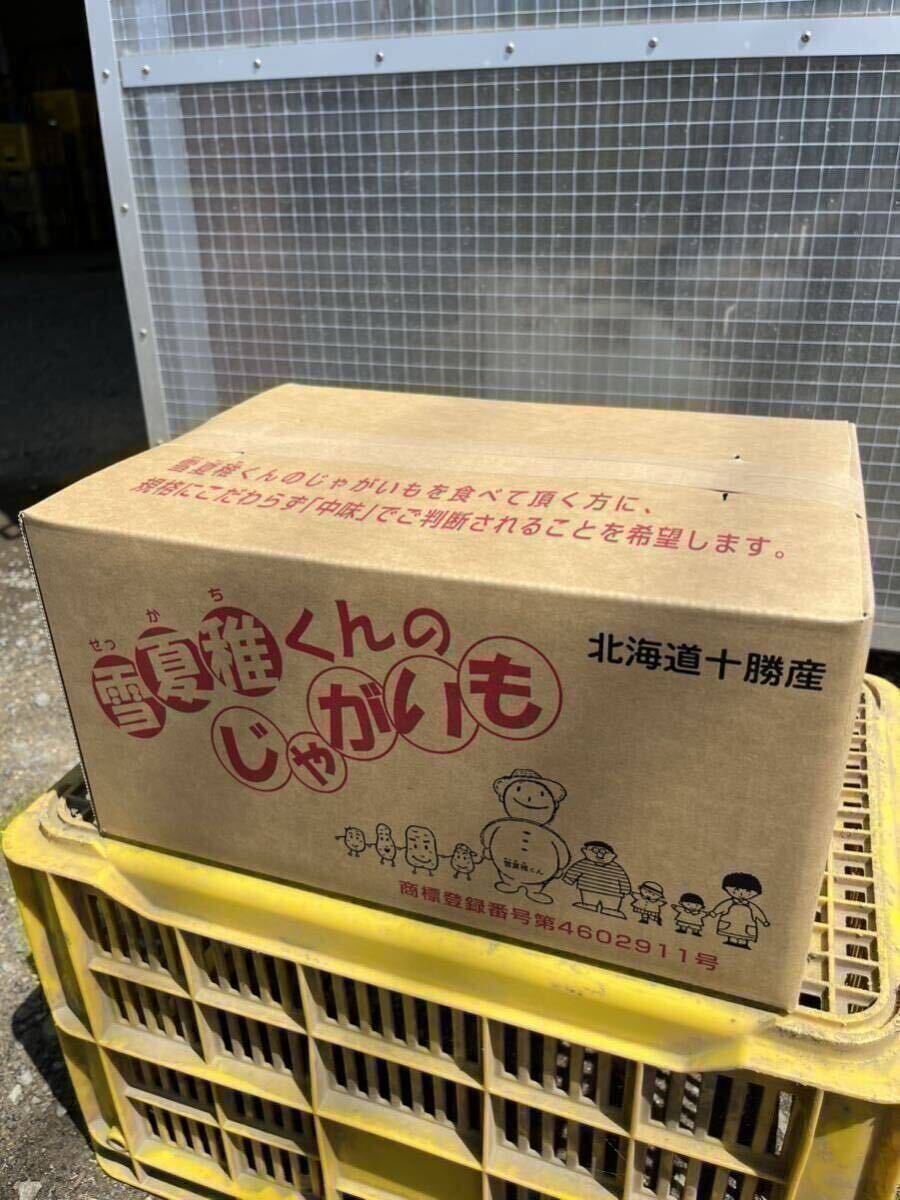 雪夏稚くんのじゃがいもを食べて頂く方に、
規格にこだわらず「中味」でご判断されることを希望します。
せつ か ち
雪夏稚くんの
じゃがいも
北海道十勝産
雪夏稚くん
商標登録番号第4602911号